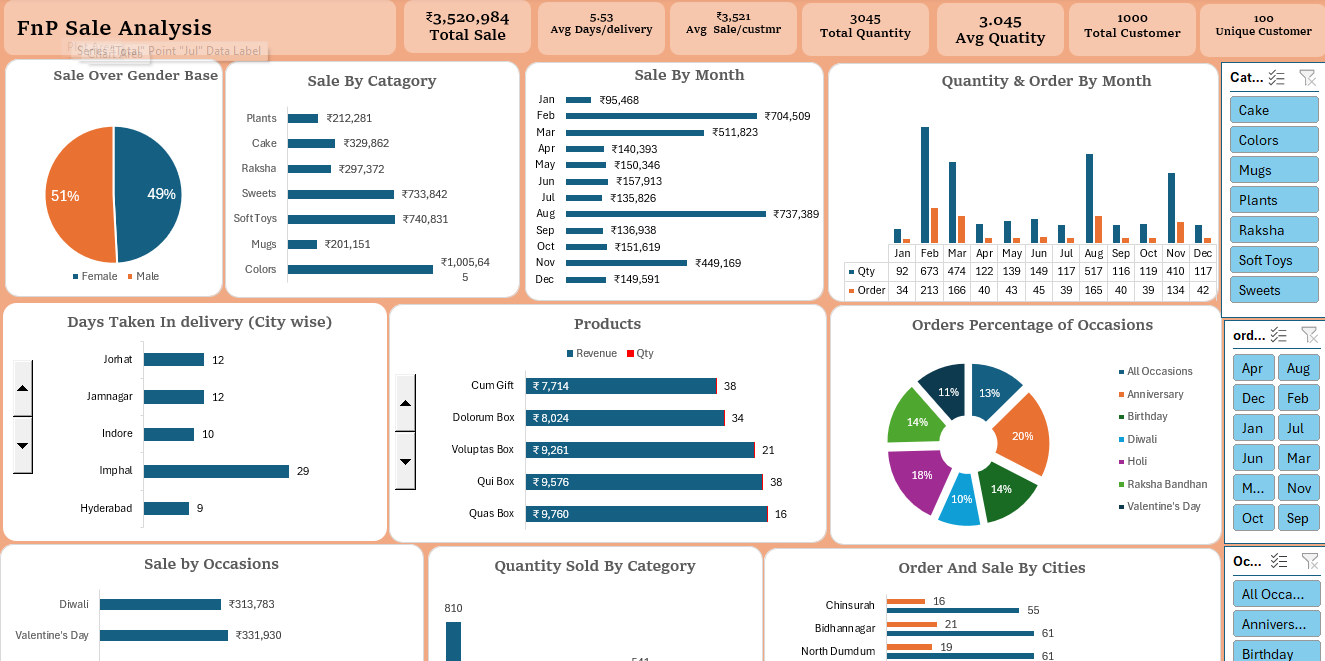 FnP Sale Analysis
₹3,520,984
Total Sale
5.53
Avg Days/delivery
₹3,521
Avg Sale/custmr
3045
Total Quantity
3.045
Avg Quatity
1000
Total Customer
100
Unique Customer
Series "Total" Point "Jul" Data Label
Chart Area
Sale Over Gender Base
51%
49%
Female
Male
Sale By Catagory
Plants ₹212,281
Cake ₹329,862
Raksha ₹297,372
Sweets ₹733,842
Soft Toys ₹740,831
Mugs ₹201,151
Colors ₹1,005,64
5
Sale By Month
Jan ₹95,468
Feb ₹704,509
Mar ₹511,823
Apr ₹140,393
May ₹150,346
Jun ₹157,913
Jul ₹135,826
Aug ₹737,389
Sep ₹136,938
Oct ₹151,619
Nov ₹449,169
Dec ₹149,591
Quantity & Order By Month
Jan Feb Mar Apr May Jun Jul Aug Sep Oct Nov Dec
Qty 92 673 474 122 139 149 117 517 116 119 410 117
Order 34 213 166 40 43 45 39 165 40 39 134 42
Cat...
Cake
Colors
Mugs
Plants
Raksha
Soft Toys
Sweets
Days Taken In delivery (City wise)
Jorhat 12
Jamnagar 12
Indore 10
Imphal 29
Hyderabad 9
Products
Revenue Qty
Cum Gift ₹ 7,714 38
Dolorum Box ₹ 8,024 34
Voluptas Box ₹ 9,261 21
Qui Box ₹ 9,576 38
Quas Box ₹ 9,760 16
Orders Percentage of Occasions
13%
20%
14%
10%
18%
14%
11%
All Occasions
Anniversary
Birthday
Diwali
Holi
Raksha Bandhan
Valentine's Day
ord...
Apr Aug
Dec Feb
Jan Jul
Jun Mar
M... Nov
Oct Sep
Sale by Occasions
Diwali ₹313,783
Valentine's Day ₹331,930
Quantity Sold By Category
810
541
Order And Sale By Cities
Chinsurah 16
55
Bidhannagar 21
61
North Dumdum 19
61
Oc...
All Occa...
Annivers...
Birthday